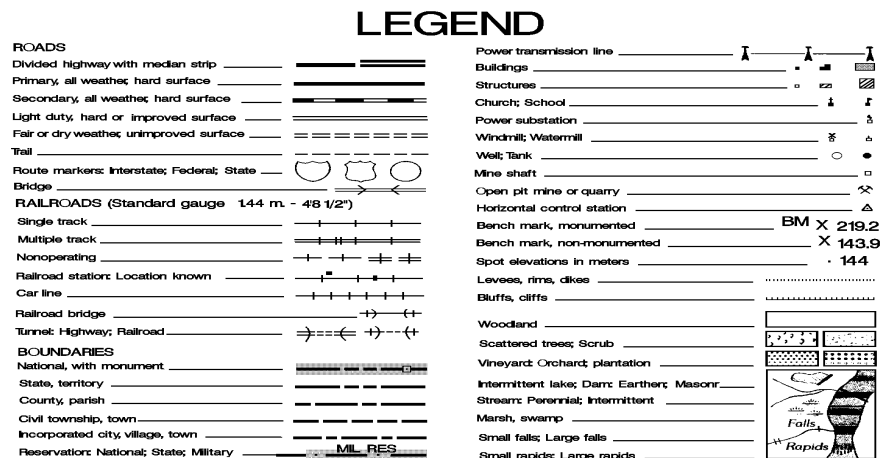 LEGEND
ROADS
Divided highway with median strip
Primary, all weather, hard surface
Secondary, all weather, hard surface
Light duty, hard or improved surface
Fair or dry weather, unimproved surface
Trail
Route markers: Interstate; Federal; State
Bridge
RAILROADS (Standard gauge 1.44 m. - 4'8 1/2")
Single track
Multiple track
Nonoperating
Railroad station: Location known
Car line
Railroad bridge
Tunnel: Highway; Railroad
BOUNDARIES
National, with monument
State, territory
County, parish
Civil township, town
Incorporated city, village, town
Reservation: National; State; Military
MIL RES
Power transmission line
Buildings
Structures
Church; School
Power substation
Windmill; Watermill
Well; Tank
Mine shaft
Open pit mine or quarry
Horizontal control station
Bench mark, monumented BM X 219.2
Bench mark, non-monumented X 143.9
Spot elevations in meters 144
Levees, rims, dikes
Bluffs, cliffs
Woodland
Scattered trees; Scrub
Vineyard: Orchard; plantation
Intermittent lake; Dam: Earthen; Masonr
Stream: Perennial; Intermittent
Marsh, swamp
Small falls; Large falls
Small rapids; Large rapids
Falls
Rapids